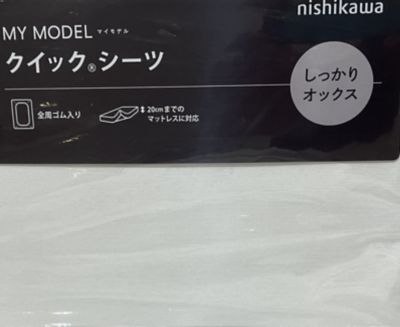 nishikawa
MY MODEL マイモデル
クイック®シーツ
しっかり
オックス
全周ゴム入り
20cmまでの
マットレスに対応